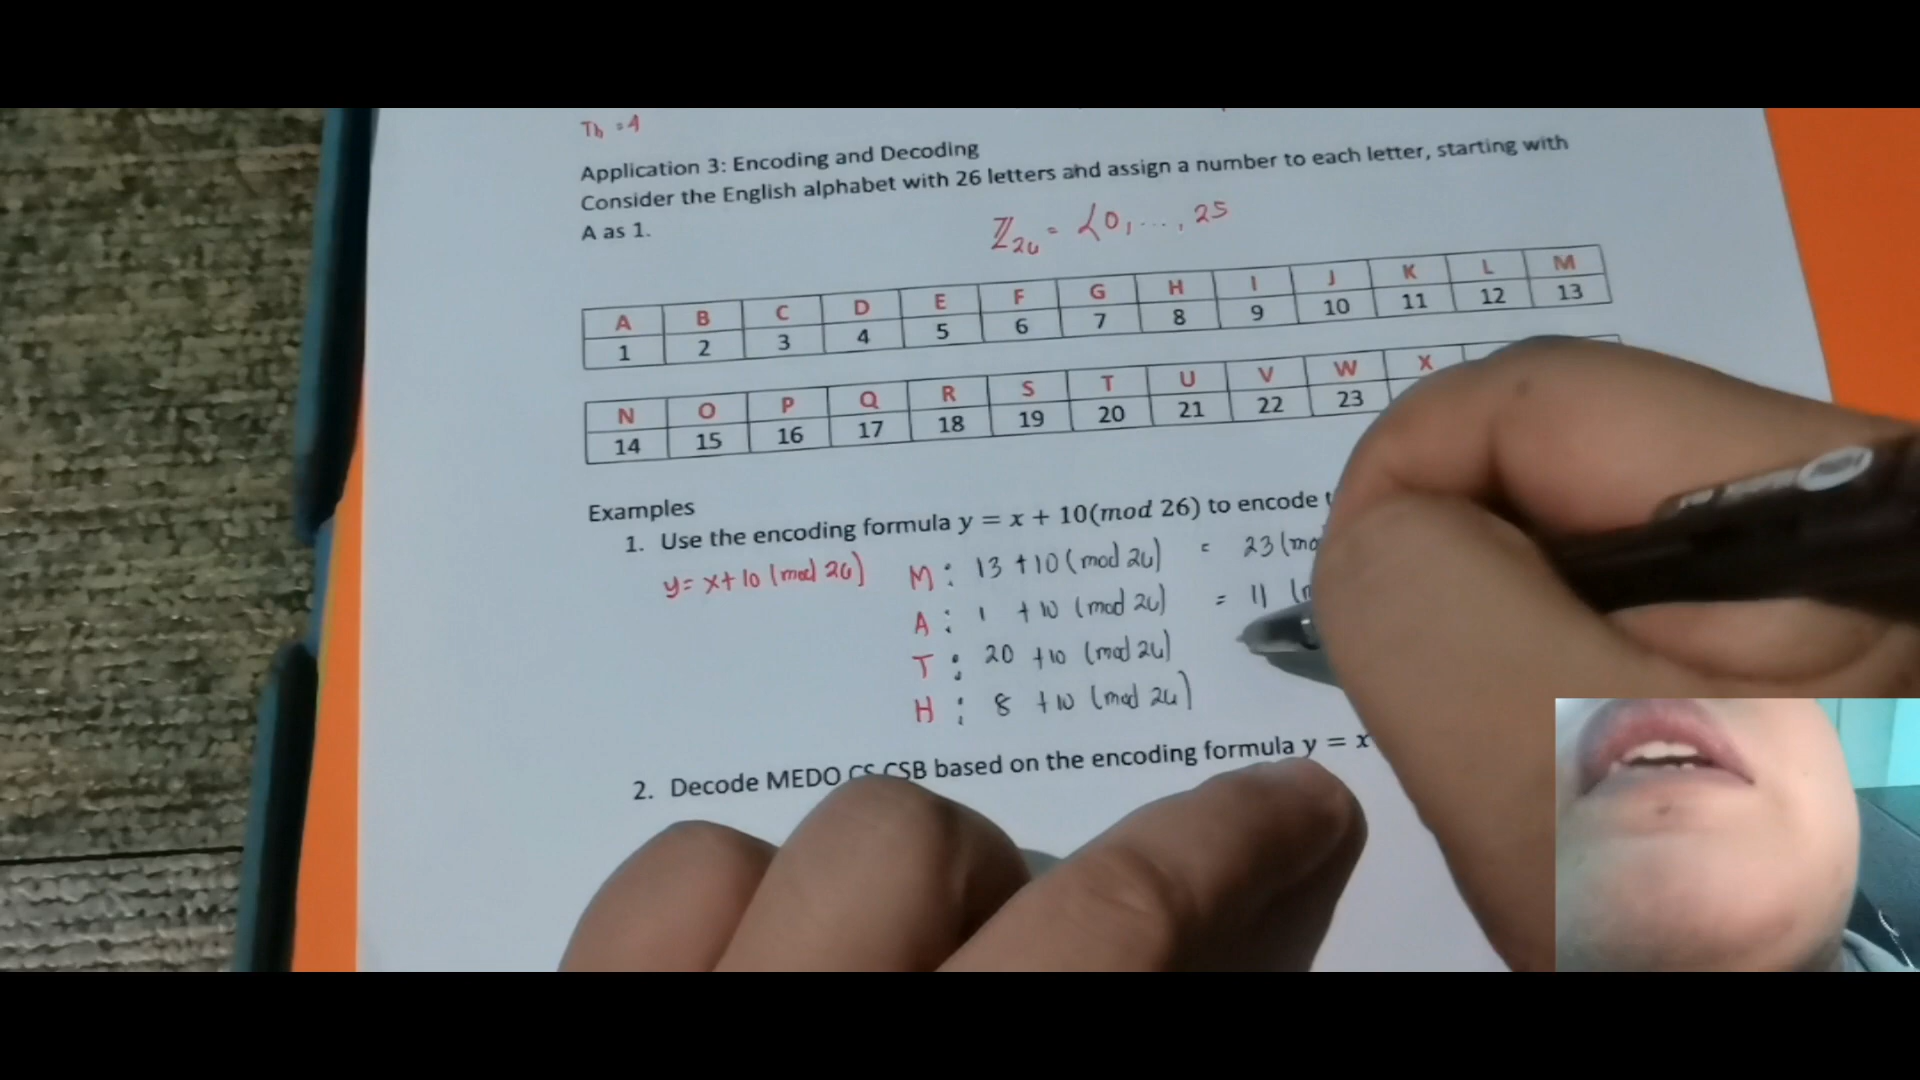 Th = 4
Application 3: Encoding and Decoding
Consider the English alphabet with 26 letters and assign a number to each letter, starting with
A as 1.
Z26 = {0, ..., 25
A B C D E F G H I J K L M
1 2 3 4 5 6 7 8 9 10 11 12 13
N O P Q R S T U V W X
14 15 16 17 18 19 20 21 22 23
Examples
1. Use the encoding formula y = x + 10(mod 26) to encode
y = x + 10 (mod 26)
M : 13 + 10 (mod 26) = 23 (mo
A : 1 + 10 (mod 26) = 11
T : 20 + 10 (mod 26)
H : 8 + 10 (mod 26)
2. Decode MEDO CS CSB based on the encoding formula y = x